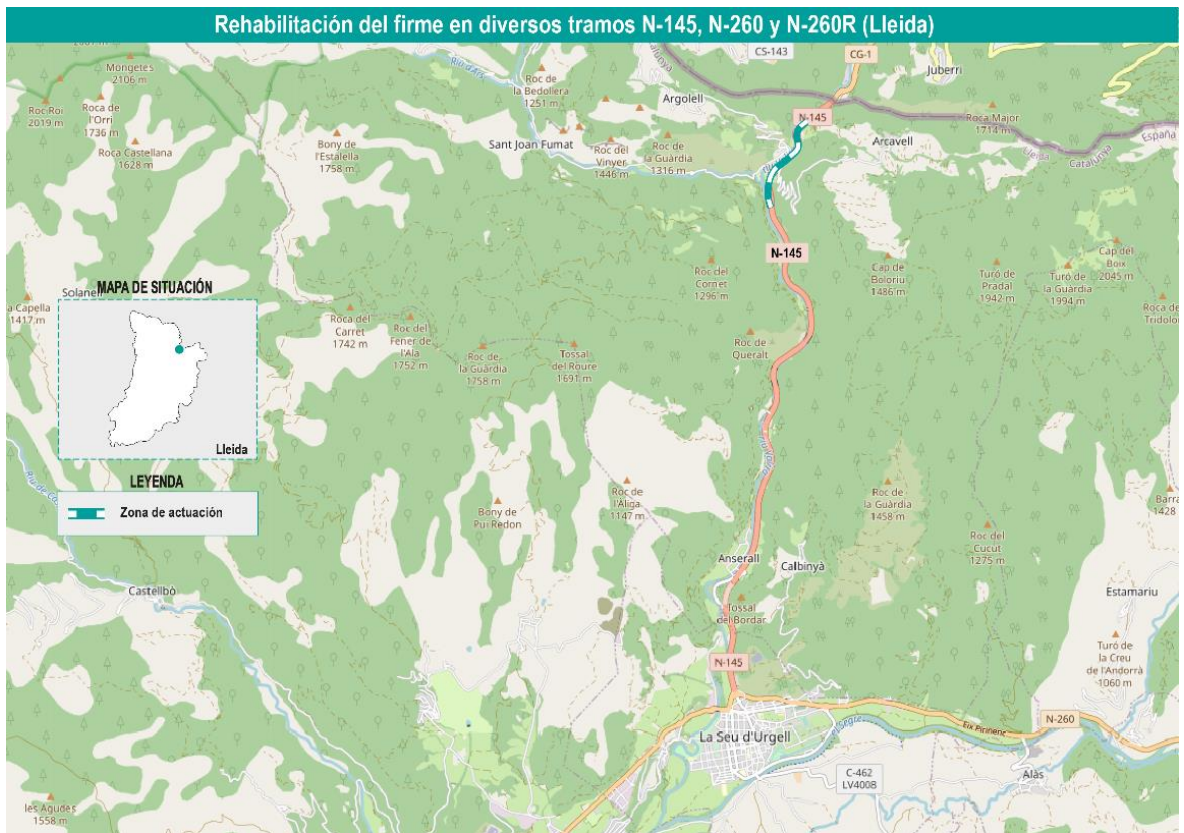 Rehabilitación del firme en diversos tramos N-145, N-260 y N-260R (Lleida)
Mongetes
2106 m
Roc Roi
2019 m
Roca de
l'Orri
1736 m
Roca Castellana
1628 m
Bony de
l'Estalella
1758 m
Riu d'Ars
Roc de
la Bedollera
1251 m
Sant Joan Fumat
Roc del
Vinyer
1446 m
Roc de
la Guàrdia
1316 m
Argolell
CS-143
CG-1
Juberri
N-145
Arcavell
Roca Major
1714 m
España
Lleida
Catalunya
N-145
Roc del
Cornet
1296 m
Cap de
Boloriu
1486 m
Turó de
Pradal
1942 m
Turó de
la Guàrdia
1994 m
Cap del
Boix
2045 m
Roca de
Solanell
a Capella
1417 m
MAPA DE SITUACIÓN
Lleida
LEYENDA
Zona de actuación
Roca del
Carret
1742 m
Roc del
Fener de
l'Ala
1752 m
Roc de
la Guàrdia
1758 m
Tossal
del Roure
1691 m
Roc de
Queralt
Bony de
Pui Redon
Roc de
l'Àliga
1147 m
Roc de
la Guàrdia
1458 m
Roc del
Cucut
1275 m
Barra
1428
Anserall
Calbinyà
Tossal
del Bordar
Castellbò
Estamariu
Turó de
la Creu
de l'Andorrà
1060 m
N-145
La Seu d'Urgell
el Segre
Eix Pirinenc
N-260
C-462
LV4008
Alàs
les Agudes
1558 m